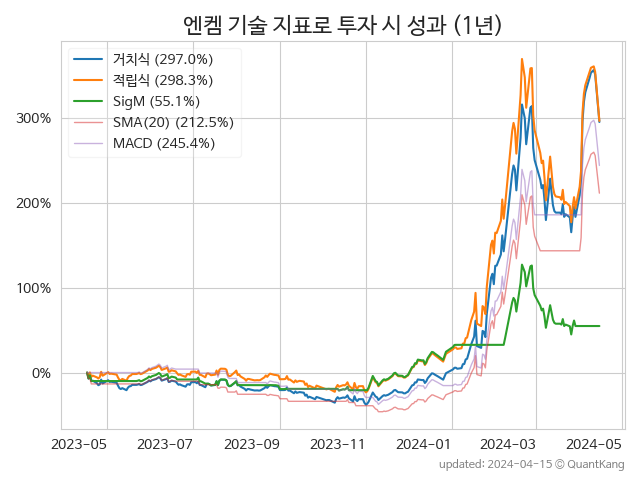 엔켐 기술 지표로 투자 시 성과 (1년)
거치식 (297.0%)
적립식 (298.3%)
SigM (55.1%)
SMA(20) (212.5%)
MACD (245.4%)
300%
200%
100%
0%
2023-05 2023-07 2023-09 2023-11 2024-01 2024-03 2024-05
updated: 2024-04-15 © QuantKang